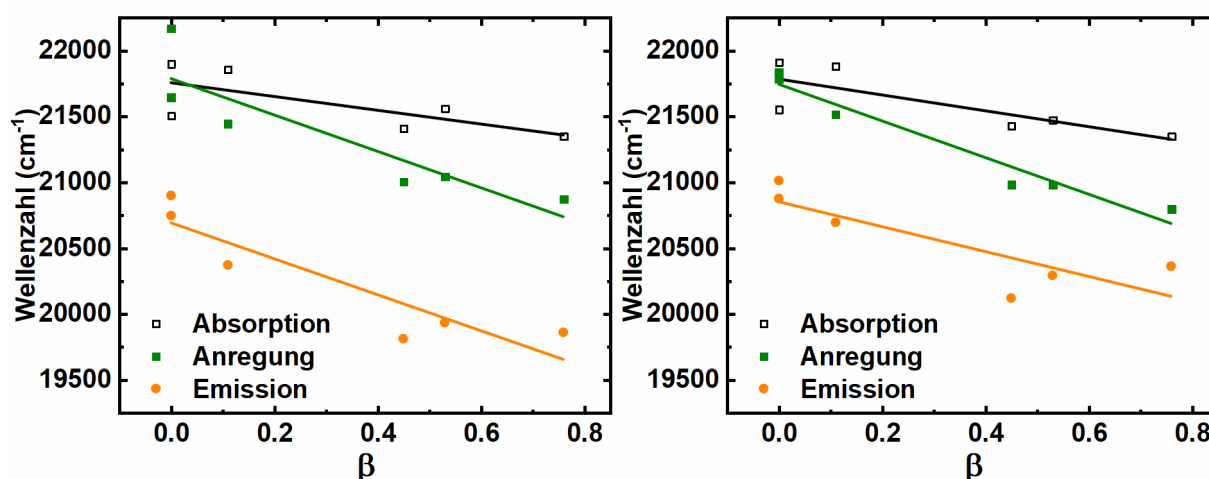 Wellenzahl (cm-1)
22000
21500
21000
20500
20000
19500
Absorption
Anregung
Emission
0.0 0.2 0.4 0.6 0.8
β
Wellenzahl (cm-1)
22000
21500
21000
20500
20000
19500
Absorption
Anregung
Emission
0.0 0.2 0.4 0.6 0.8
β